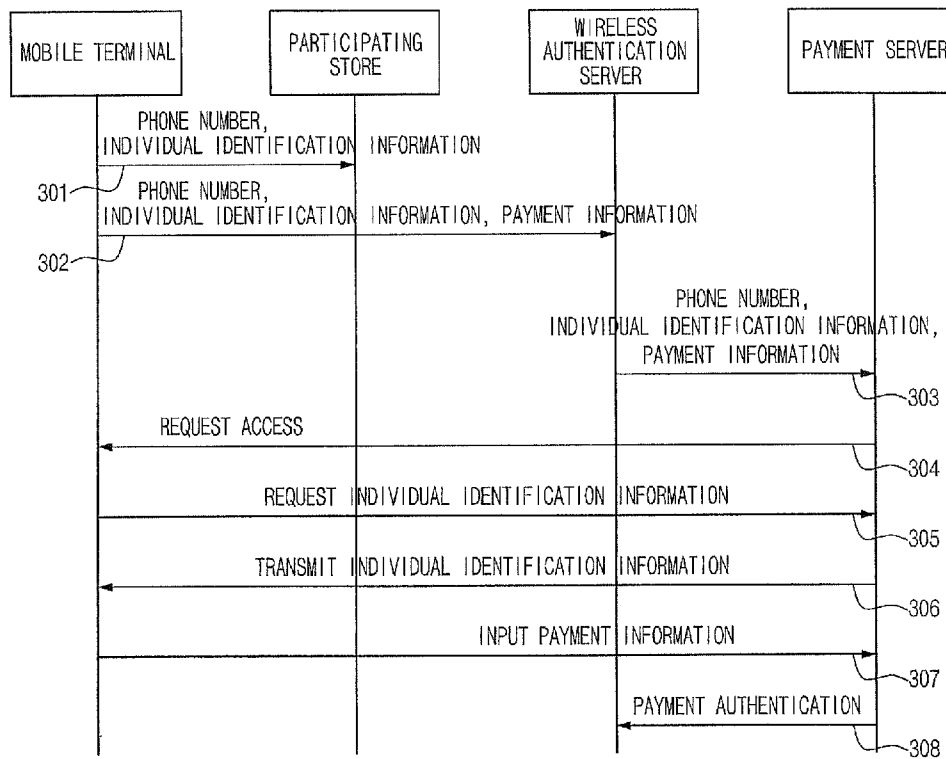 MOBILE TERMINAL
PARTICIPATING
STORE
WIRELESS
AUTHENTICATION
SERVER
PAYMENT SERVER
PHONE NUMBER,
INDIVIDUAL IDENTIFICATION INFORMATION
301
PHONE NUMBER,
INDIVIDUAL IDENTIFICATION INFORMATION, PAYMENT INFORMATION
302
PHONE NUMBER,
INDIVIDUAL IDENTIFICATION INFORMATION,
PAYMENT INFORMATION
303
REQUEST ACCESS
304
REQUEST INDIVIDUAL IDENTIFICATION INFORMATION
305
TRANSMIT INDIVIDUAL IDENTIFICATION INFORMATION
306
INPUT PAYMENT INFORMATION
307
PAYMENT AUTHENTICATION
308